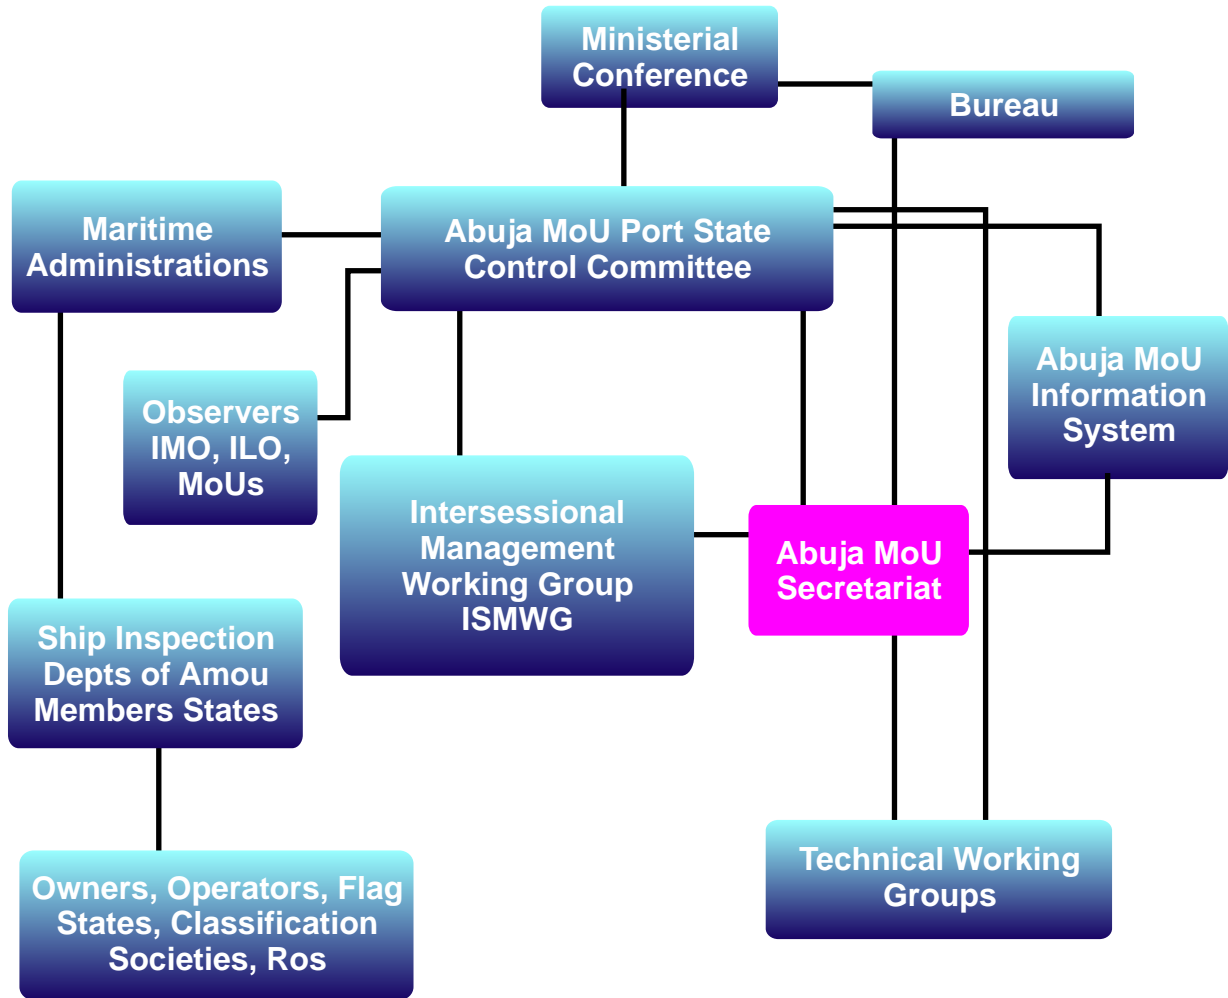 Ministerial
Conference
Bureau
Maritime
Administrations
Abuja MoU Port State
Control Committee
Abuja MoU
Information
System
Observers
IMO, ILO,
MoUs
Intersessional
Management
Working Group
ISMWG
Abuja MoU
Secretariat
Ship Inspection
Depts of Amou
Members States
Technical Working
Groups
Owners, Operators, Flag
States, Classification
Societies, Ros